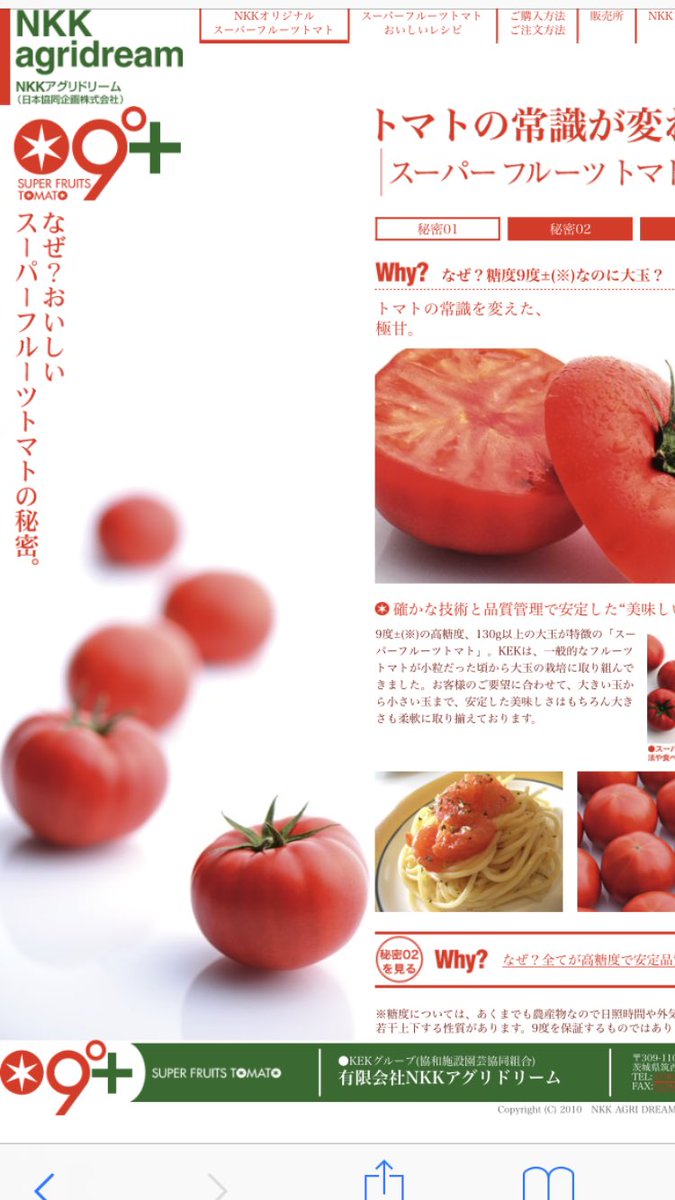 NKK
agridream
NKKアグリドリーム
(日本協同企画株式会社)
NKKオリジナル
スーパーフルーツトマト
スーパーフルーツトマト
おいしいレシピ
ご購入方法
ご注文方法
販売所
NKK
09°+
SUPER FRUITS
TOMATO
なぜ?おいしい
スーパーフルーツトマトの秘密。
トマトの常識が変わ
スーパーフルーツトマト
秘密01
秘密02
Why? なぜ?糖度9度±(※)なのに大玉?
トマトの常識を変えた、
極甘。
確かな技術と品質管理で安定した“美味しい
9度±(※)の高糖度、130g以上の大玉が特徴の「スー
パーフルーツトマト」。KEKは、一般的なフルーツ
トマトが小粒だった頃から大玉の栽培に取り組んで
きました。お客様のご要望に合わせて、大きい玉か
ら小さい玉まで、安定した美味しさはもちろん大き
さも柔軟に取り揃えております。
●スーパ
法や食べ
秘密02
を見る
Why? なぜ?全てが高糖度で安定品
※糖度については、あくまでも農産物なので日照時間や外気
若干上下する性質があります。9度を保証するものではあり
09°+
SUPER FRUITS TOMATO
●KEKグループ(協和施設園芸協同組合)
有限会社NKKアグリドリーム
〒309-110
茨城県筑西
TEL:
FAX:
Copyright (C) 2010 NKK AGRI DREAM